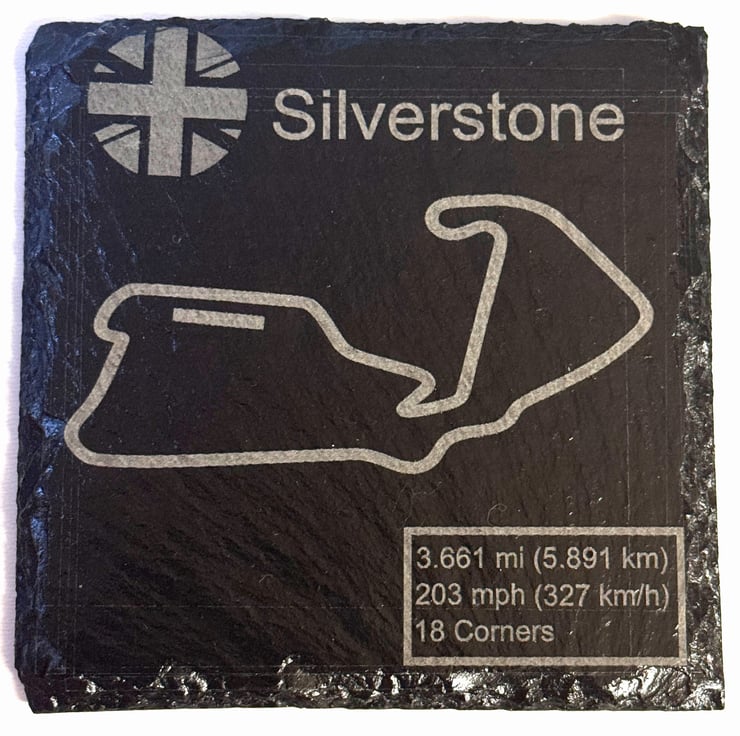 Silverstone
3.661 mi (5.891 km)
203 mph (327 km/h)
18 Corners